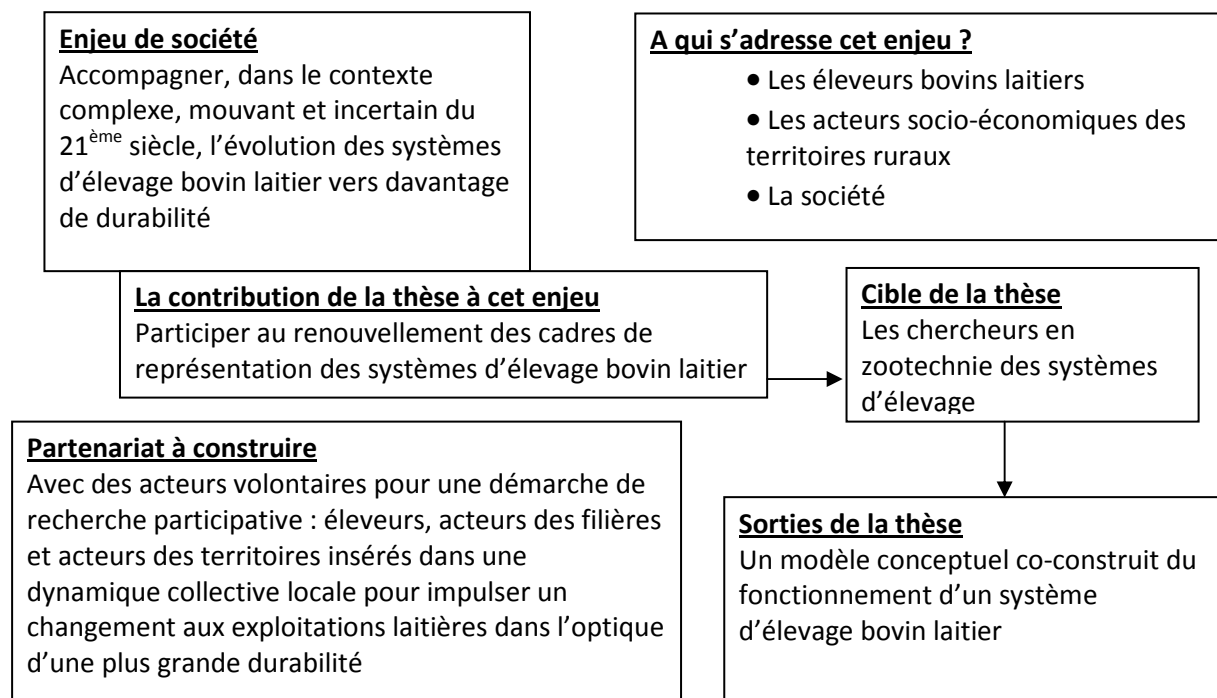 Enjeu de société
Accompagner, dans le contexte
complexe, mouvant et incertain du
21ème siècle, l’évolution des systèmes
d’élevage bovin laitier vers davantage
de durabilité
A qui s’adresse cet enjeu ?
• Les éleveurs bovins laitiers
• Les acteurs socio-économiques des
territoires ruraux
• La société
La contribution de la thèse à cet enjeu
Participer au renouvellement des cadres de
représentation des systèmes d’élevage bovin laitier
Cible de la thèse
Les chercheurs en
zootechnie des systèmes
d’élevage
Partenariat à construire
Avec des acteurs volontaires pour une démarche de
recherche participative : éleveurs, acteurs des filières
et acteurs des territoires insérés dans une
dynamique collective locale pour impulser un
changement aux exploitations laitières dans l’optique
d’une plus grande durabilité
Sorties de la thèse
Un modèle conceptuel co-construit du
fonctionnement d’un système
d’élevage bovin laitier